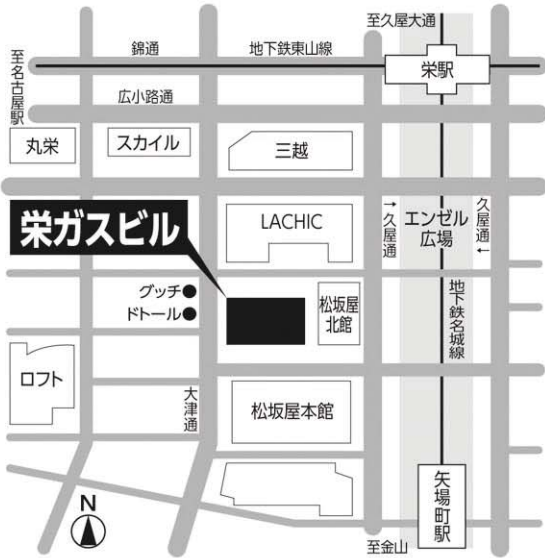 至久屋大通
錦通
地下鉄東山線
栄駅
至名古屋駅
広小路通
丸栄
スカイル
三越
栄ガスビル
LACHIC
→久屋通
エンゼル
広場
久屋通←
グッチ●
ドトール●
松坂屋
北館
地下鉄名城線
ロフト
大津通
松坂屋本館
矢場町駅
N
至金山